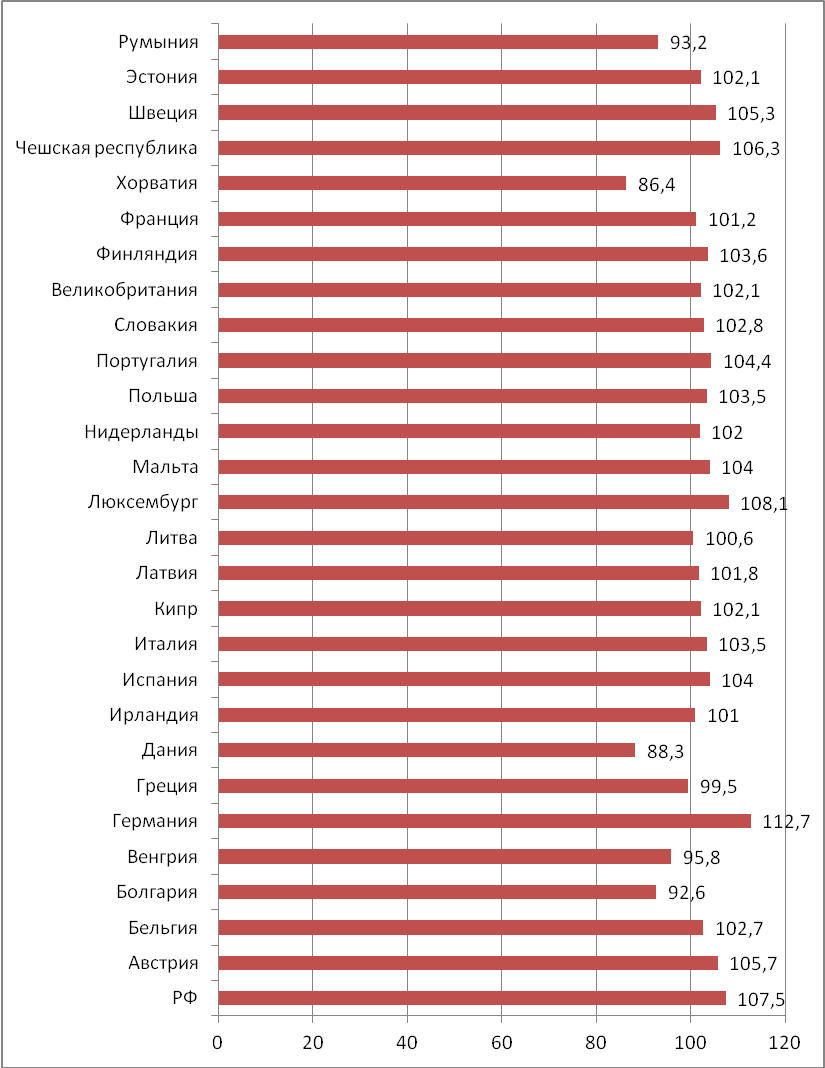 Румыния 93,2
Эстония 102,1
Швеция 105,3
Чешская республика 106,3
Хорватия 86,4
Франция 101,2
Финляндия 103,6
Великобритания 102,1
Словакия 102,8
Португалия 104,4
Польша 103,5
Нидерланды 102
Мальта 104
Люксембург 108,1
Литва 100,6
Латвия 101,8
Кипр 102,1
Италия 103,5
Испания 104
Ирландия 101
Дания 88,3
Греция 99,5
Германия 112,7
Венгрия 95,8
Болгария 92,6
Бельгия 102,7
Австрия 105,7
РФ 107,5
0 20 40 60 80 100 120